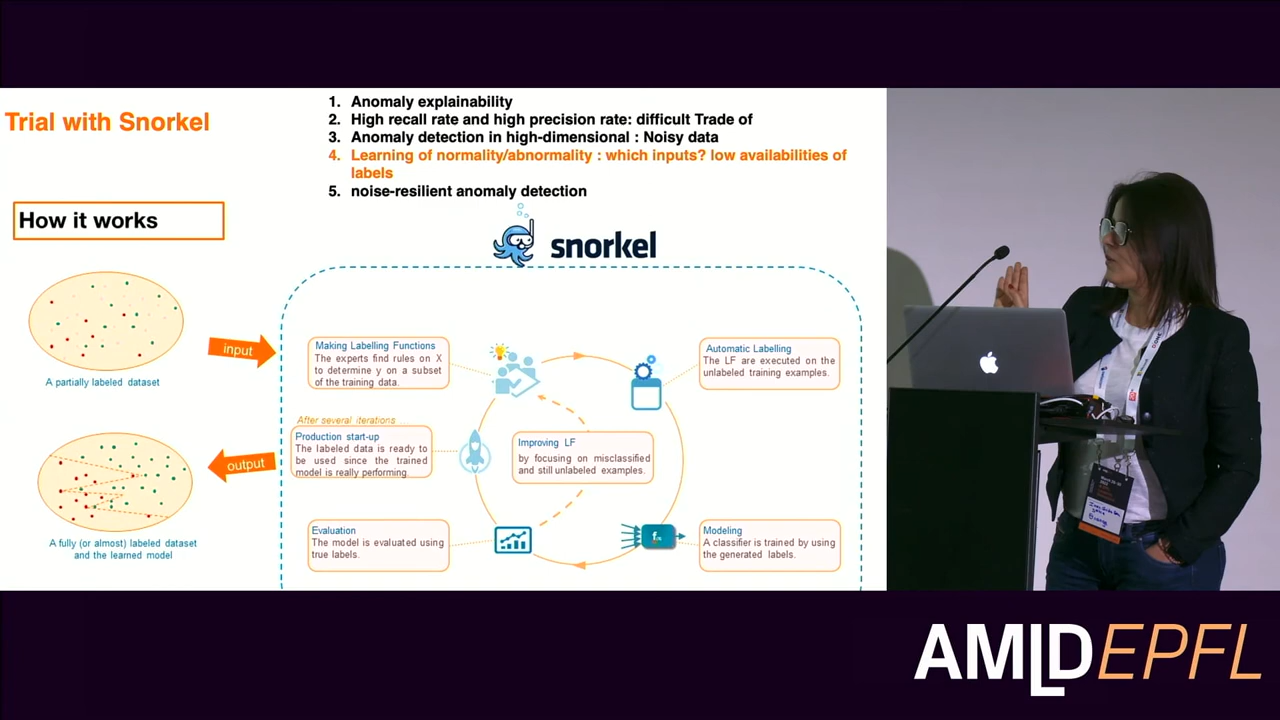 Trial with Snorkel
1. Anomaly explainability
2. High recall rate and high precision rate: difficult Trade of
3. Anomaly detection in high-dimensional : Noisy data
4. Learning of normality/abnormality : which inputs? low availabilities of
labels
5. noise-resilient anomaly detection
How it works
snorkel
A partially labeled dataset
input
Making Labelling Functions
The experts find rules on X
to determine y on a subset
of the training data.
Automatic Labelling
The LF are executed on the
unlabeled training examples.
After several iterations ...
Production start-up
The labeled data is ready to
be used since the trained
model is really performing.
Improving LF
by focusing on misclassified
and still unlabeled examples.
output
A fully (or almost) labeled dataset
and the learned model
Evaluation
The model is evaluated using
true labels.
Modeling
A classifier is trained by using
the generated labels.
AMLDEPFL